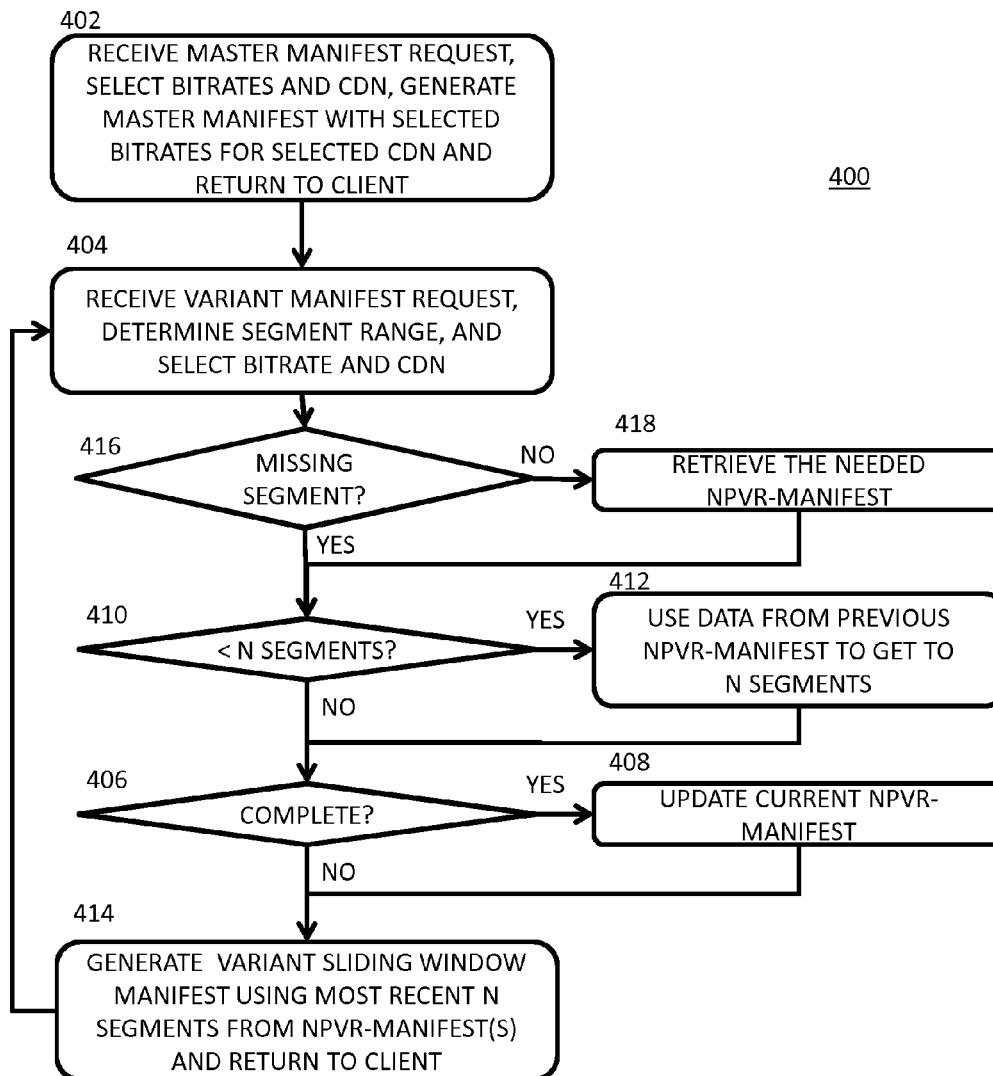 402
RECEIVE MASTER MANIFEST REQUEST,
SELECT BITRATES AND CDN, GENERATE
MASTER MANIFEST WITH SELECTED
BITRATES FOR SELECTED CDN AND
RETURN TO CLIENT
400
404
RECEIVE VARIANT MANIFEST REQUEST,
DETERMINE SEGMENT RANGE, AND
SELECT BITRATE AND CDN
416
MISSING
SEGMENT?
NO
418
RETRIEVE THE NEEDED
NPVR-MANIFEST
YES
410
< N SEGMENTS?
YES
412
USE DATA FROM PREVIOUS
NPVR-MANIFEST TO GET TO
N SEGMENTS
NO
406
COMPLETE?
YES
408
UPDATE CURRENT NPVR-
MANIFEST
NO
414
GENERATE VARIANT SLIDING WINDOW
MANIFEST USING MOST RECENT N
SEGMENTS FROM NPVR-MANIFEST(S)
AND RETURN TO CLIENT